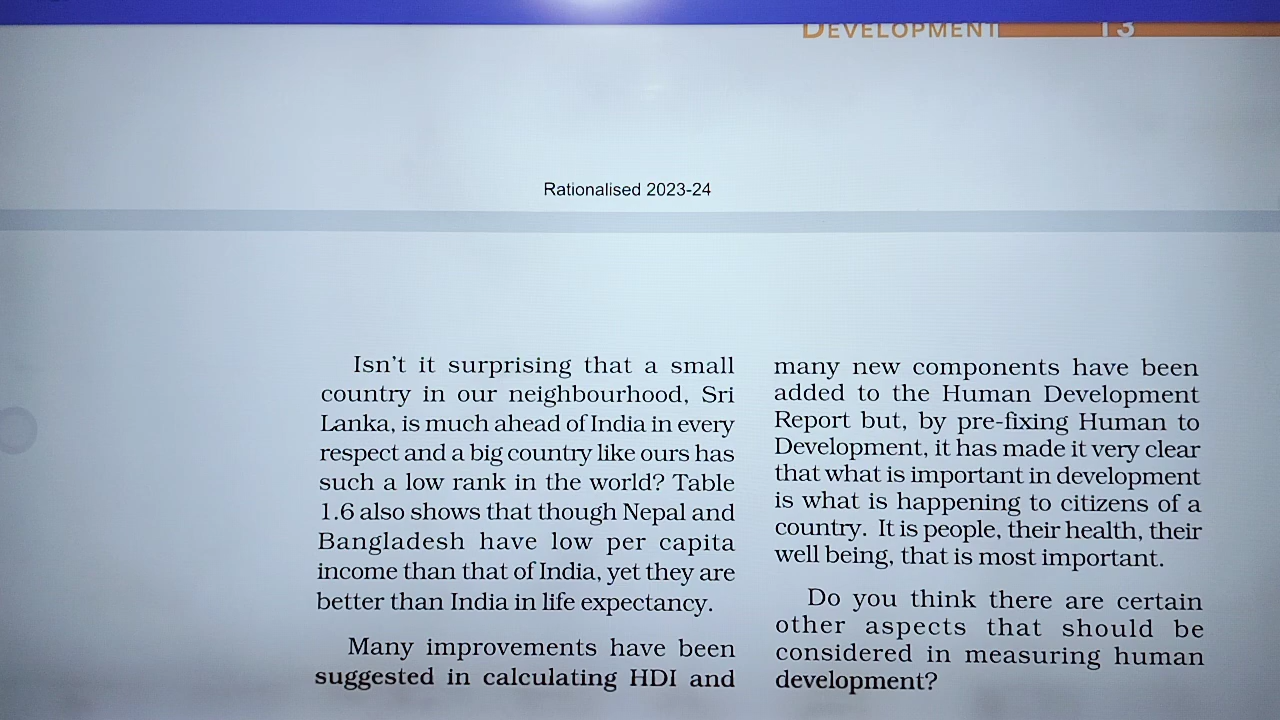 DEVELOPMENT 13
Rationalised 2023-24
Isn't it surprising that a small
country in our neighbourhood, Sri
Lanka, is much ahead of India in every
respect and a big country like ours has
such a low rank in the world? Table
1.6 also shows that though Nepal and
Bangladesh have low per capita
income than that of India, yet they are
better than India in life expectancy.
Many improvements have been
suggested in calculating HDI and
many new components have been
added to the Human Development
Report but, by pre-fixing Human to
Development, it has made it very clear
that what is important in development
is what is happening to citizens of a
country. It is people, their health, their
well being, that is most important.
Do you think there are certain
other aspects that should be
considered in measuring human
development?